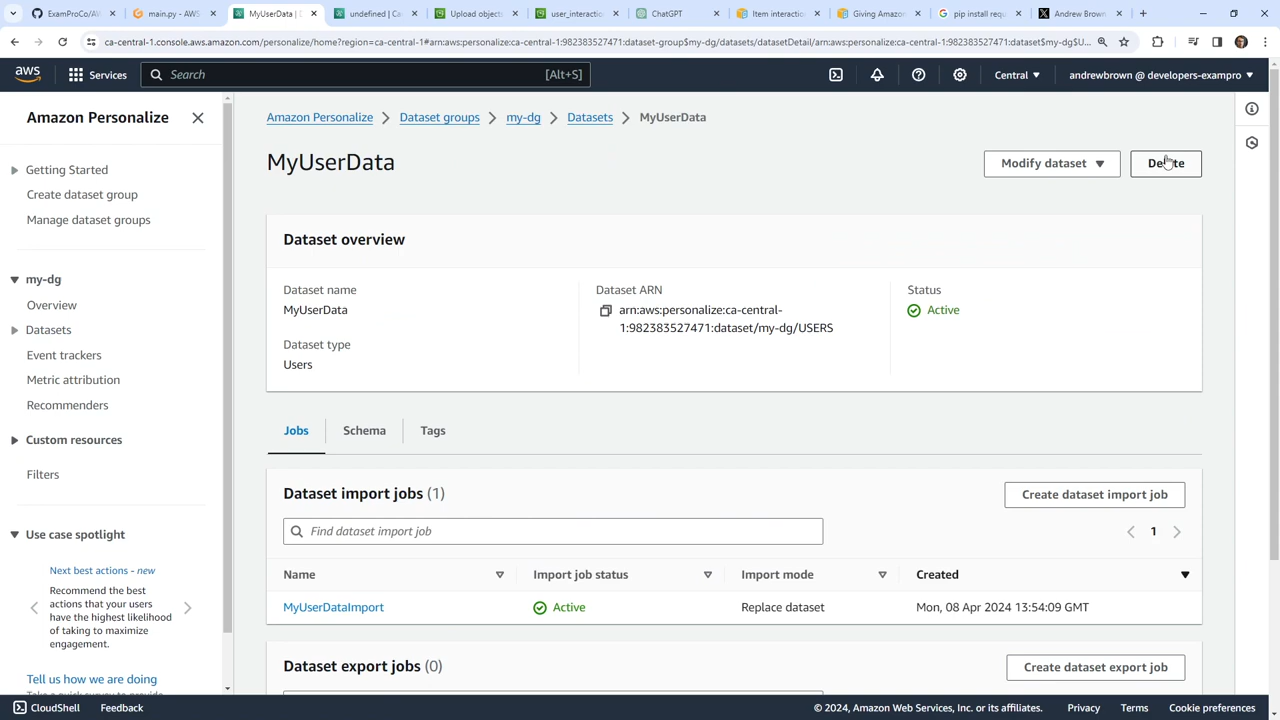 ExamProCo/A
main.py - AWS
MyUserData | 
undefined | Ca
Upload object
user_interactio
ChatGPT
Item interactio
Giving Amazon
pip install requ
Andrew Brown
ca-central-1.console.aws.amazon.com/personalize/home?region=ca-central-1#arn:aws:personalize:ca-central-1:982383527471:dataset-group$my-dg/datasets/datasetDetail/arn:aws:personalize:ca-central-1:982383527471:dataset$my-dg$U...
aws
Services
Search
[Alt+S]
Central
andrewbrown @ developers-exampro
Amazon Personalize
Getting Started
Create dataset group
Manage dataset groups
my-dg
Overview
Datasets
Event trackers
Metric attribution
Recommenders
Custom resources
Filters
Use case spotlight
Next best actions - new
Recommend the best
actions that your users
have the highest likelihood
of taking to maximize
engagement.
Tell us how we are doing
Amazon Personalize
Dataset groups
my-dg
Datasets
MyUserData
MyUserData
Modify dataset
Delete
Dataset overview
Dataset name
MyUserData
Dataset type
Users
Dataset ARN
arn:aws:personalize:ca-central-
1:982383527471:dataset/my-dg/USERS
Status
Active
Jobs
Schema
Tags
Dataset import jobs (1)
Create dataset import job
Find dataset import job
1
Name
Import job status
Import mode
Created
MyUserDataImport
Active
Replace dataset
Mon, 08 Apr 2024 13:54:09 GMT
Dataset export jobs (0)
Create dataset export job
CloudShell
Feedback
© 2024, Amazon Web Services, Inc. or its affiliates.
Privacy
Terms
Cookie preferences